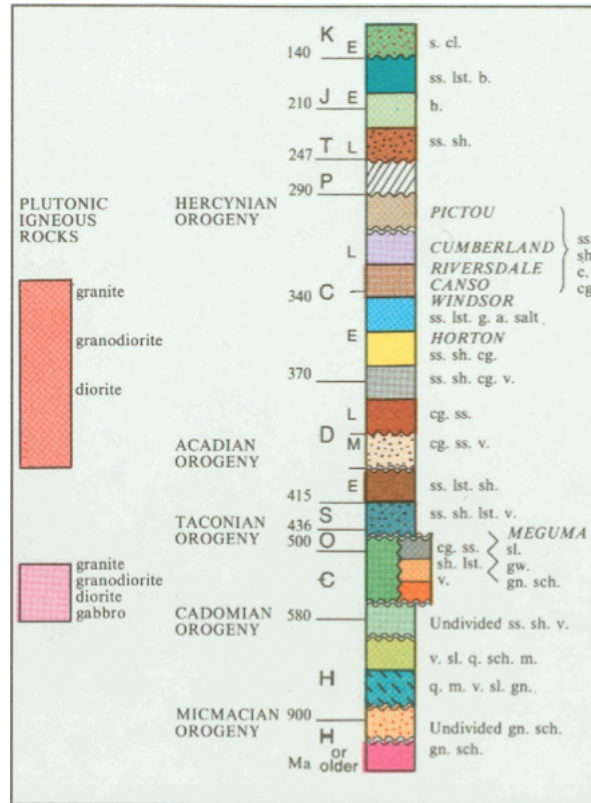 K E s. cl.
140
ss. lst. b.
210 J E b.
T L ss. sh.
247
P
290
PLUTONIC
IGNEOUS
ROCKS
HERCYNIAN
OROGENY
PICTOU
L CUMBERLAND ss.
sh
RIVERSDALE c.
C CANSO cg
340 WINDSOR
ss. lst. g. a. salt
E HORTON
ss. sh. cg.
370 ss. sh. cg. v.
granite
granodiorite
diorite
L cg. ss.
D
ACADIAN
OROGENY
M cg. ss. v.
E ss. lst. sh.
415
TACONIAN
OROGENY
S ss. sh. lst. v.
436
500 O cg. ss. MEGUMA
sh. lst. sl.
v. gw.
Є gn. sch.
granite
granodiorite
diorite
gabbro
CADOMIAN
OROGENY
580 Undivided ss. sh. v.
v. sl. q. sch. m.
H
q. m. v. sl. gn.
MICMACIAN
OROGENY
900 Undivided gn. sch.
H
or
older
gn. sch.
Ma